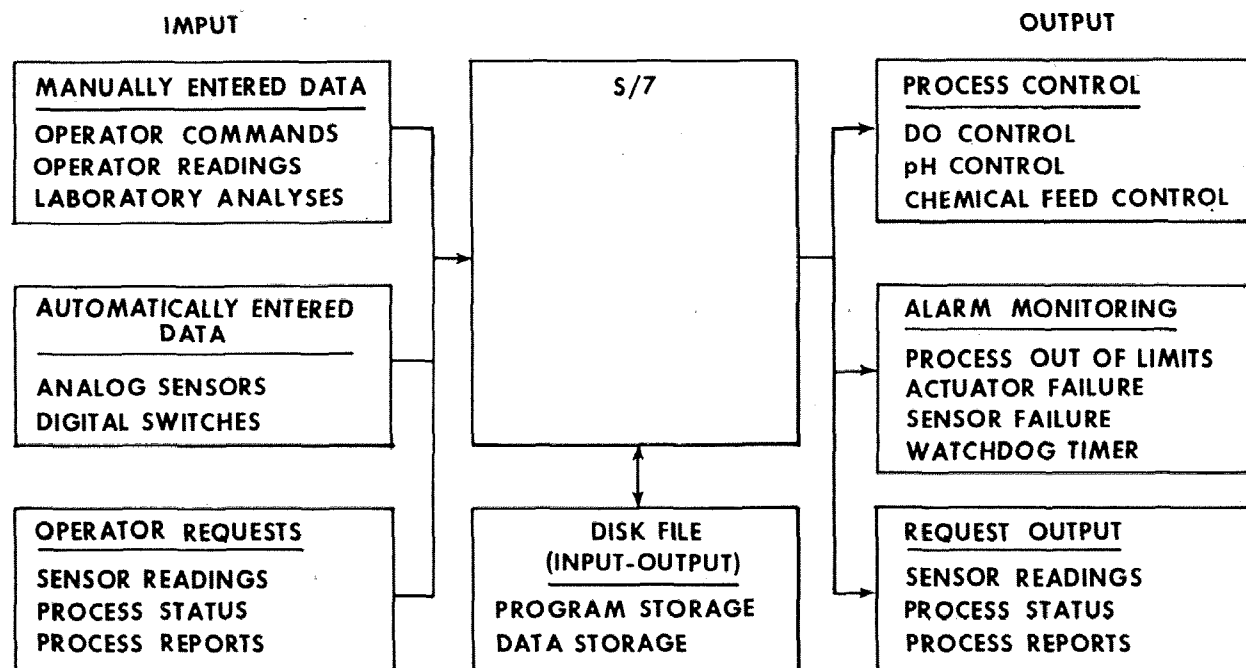 IMPUT
MANUALLY ENTERED DATA
OPERATOR COMMANDS
OPERATOR READINGS
LABORATORY ANALYSES
AUTOMATICALLY ENTERED
DATA
ANALOG SENSORS
DIGITAL SWITCHES
OPERATOR REQUESTS
SENSOR READINGS
PROCESS STATUS
PROCESS REPORTS
S/7
DISK FILE
(INPUT-OUTPUT)
PROGRAM STORAGE
DATA STORAGE
OUTPUT
PROCESS CONTROL
DO CONTROL
pH CONTROL
CHEMICAL FEED CONTROL
ALARM MONITORING
PROCESS OUT OF LIMITS
ACTUATOR FAILURE
SENSOR FAILURE
WATCHDOG TIMER
REQUEST OUTPUT
SENSOR READINGS
PROCESS STATUS
PROCESS REPORTS